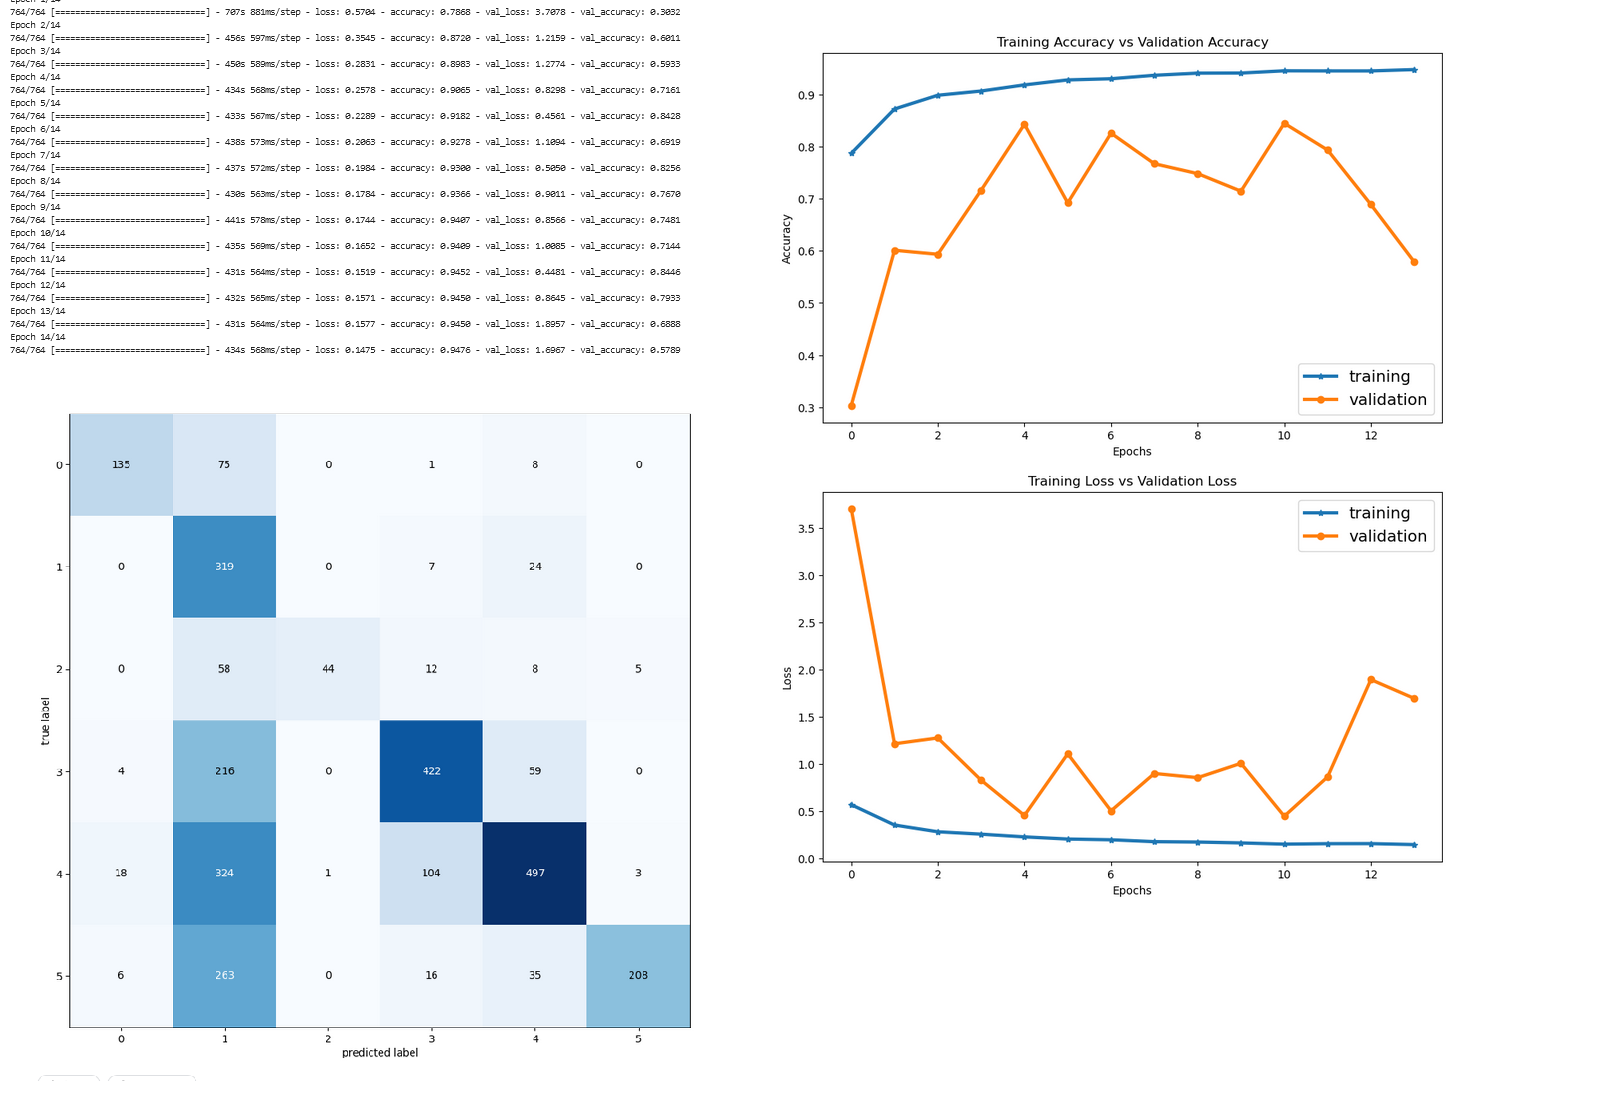 764/764 [==============================] - 707s 881ms/step - loss: 0.5704 - accuracy: 0.7868 - val_loss: 3.7078 - val_accuracy: 0.3032
Epoch 2/14
764/764 [==============================] - 456s 597ms/step - loss: 0.3545 - accuracy: 0.8720 - val_loss: 1.2159 - val_accuracy: 0.6011
Epoch 3/14
764/764 [==============================] - 450s 589ms/step - loss: 0.2831 - accuracy: 0.8983 - val_loss: 1.2774 - val_accuracy: 0.5933
Epoch 4/14
764/764 [==============================] - 434s 568ms/step - loss: 0.2578 - accuracy: 0.9065 - val_loss: 0.8298 - val_accuracy: 0.7161
Epoch 5/14
764/764 [==============================] - 433s 567ms/step - loss: 0.2289 - accuracy: 0.9182 - val_loss: 0.4561 - val_accuracy: 0.8428
Epoch 6/14
764/764 [==============================] - 438s 573ms/step - loss: 0.2063 - accuracy: 0.9278 - val_loss: 1.1094 - val_accuracy: 0.6919
Epoch 7/14
764/764 [==============================] - 437s 572ms/step - loss: 0.1984 - accuracy: 0.9300 - val_loss: 0.5050 - val_accuracy: 0.8256
Epoch 8/14
764/764 [==============================] - 430s 563ms/step - loss: 0.1784 - accuracy: 0.9366 - val_loss: 0.9011 - val_accuracy: 0.7670
Epoch 9/14
764/764 [==============================] - 441s 578ms/step - loss: 0.1744 - accuracy: 0.9407 - val_loss: 0.8566 - val_accuracy: 0.7481
Epoch 10/14
764/764 [==============================] - 435s 569ms/step - loss: 0.1652 - accuracy: 0.9409 - val_loss: 1.0085 - val_accuracy: 0.7144
Epoch 11/14
764/764 [==============================] - 431s 564ms/step - loss: 0.1519 - accuracy: 0.9452 - val_loss: 0.4481 - val_accuracy: 0.8446
Epoch 12/14
764/764 [==============================] - 432s 565ms/step - loss: 0.1571 - accuracy: 0.9450 - val_loss: 0.8645 - val_accuracy: 0.7933
Epoch 13/14
764/764 [==============================] - 431s 564ms/step - loss: 0.1577 - accuracy: 0.9450 - val_loss: 1.8957 - val_accuracy: 0.6888
Epoch 14/14
764/764 [==============================] - 434s 568ms/step - loss: 0.1475 - accuracy: 0.9476 - val_loss: 1.6967 - val_accuracy: 0.5789
true label
0 135 75 0 1 8 0
1 0 319 0 7 24 0
2 0 58 44 12 8 5
3 4 216 0 422 59 0
4 18 324 1 104 497 3
5 6 263 0 16 35 208
0 1 2 3 4 5
predicted label
Training Accuracy vs Validation Accuracy
Accuracy
0.9
0.8
0.7
0.6
0.5
0.4
0.3
training
validation
0 2 4 6 8 10 12
Epochs
Training Loss vs Validation Loss
Loss
3.5
3.0
2.5
2.0
1.5
1.0
0.5
0.0
training
validation
0 2 4 6 8 10 12
Epochs